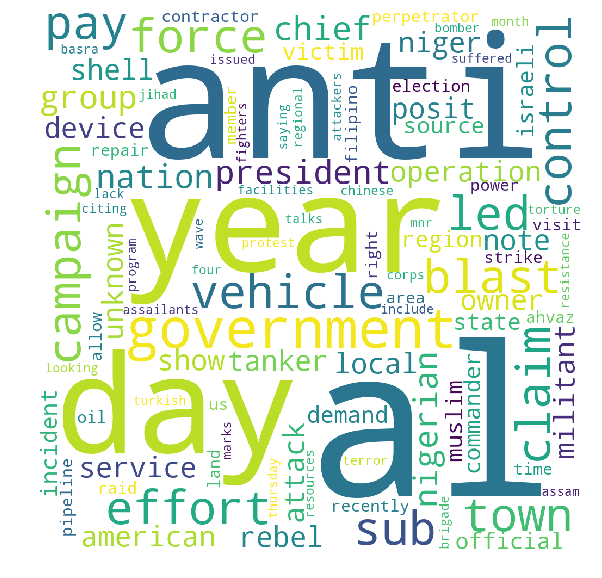 contractor
perpetrator
month
pay
force
chief
bomber
basra
issued
victim
niger
suffered
anti
shell
jihad
member
fighters
saying
regional
attackers
filipino
election
israeli
control
group
posit
device
source
repair
nation
president
operation
lack
citing
facilities
chinese
power
torture
campaign
year
led
unknown
program
wave
talks
mnr
region
note
visit
protest
right
strike
resistance
four
corps
vehicle
blast
assailants
area
include
owner
allow
government
state
ahvaz
looking
show
tanker
local
claim
militant
day
al
turkish
us
demand
nigerian
muslim
commander
oil
incident
service
marks
land
attack
terror
time
pipeline
raid
thursday
resources
recently
assam
effort
sub
brigade
town
american
rebel
official